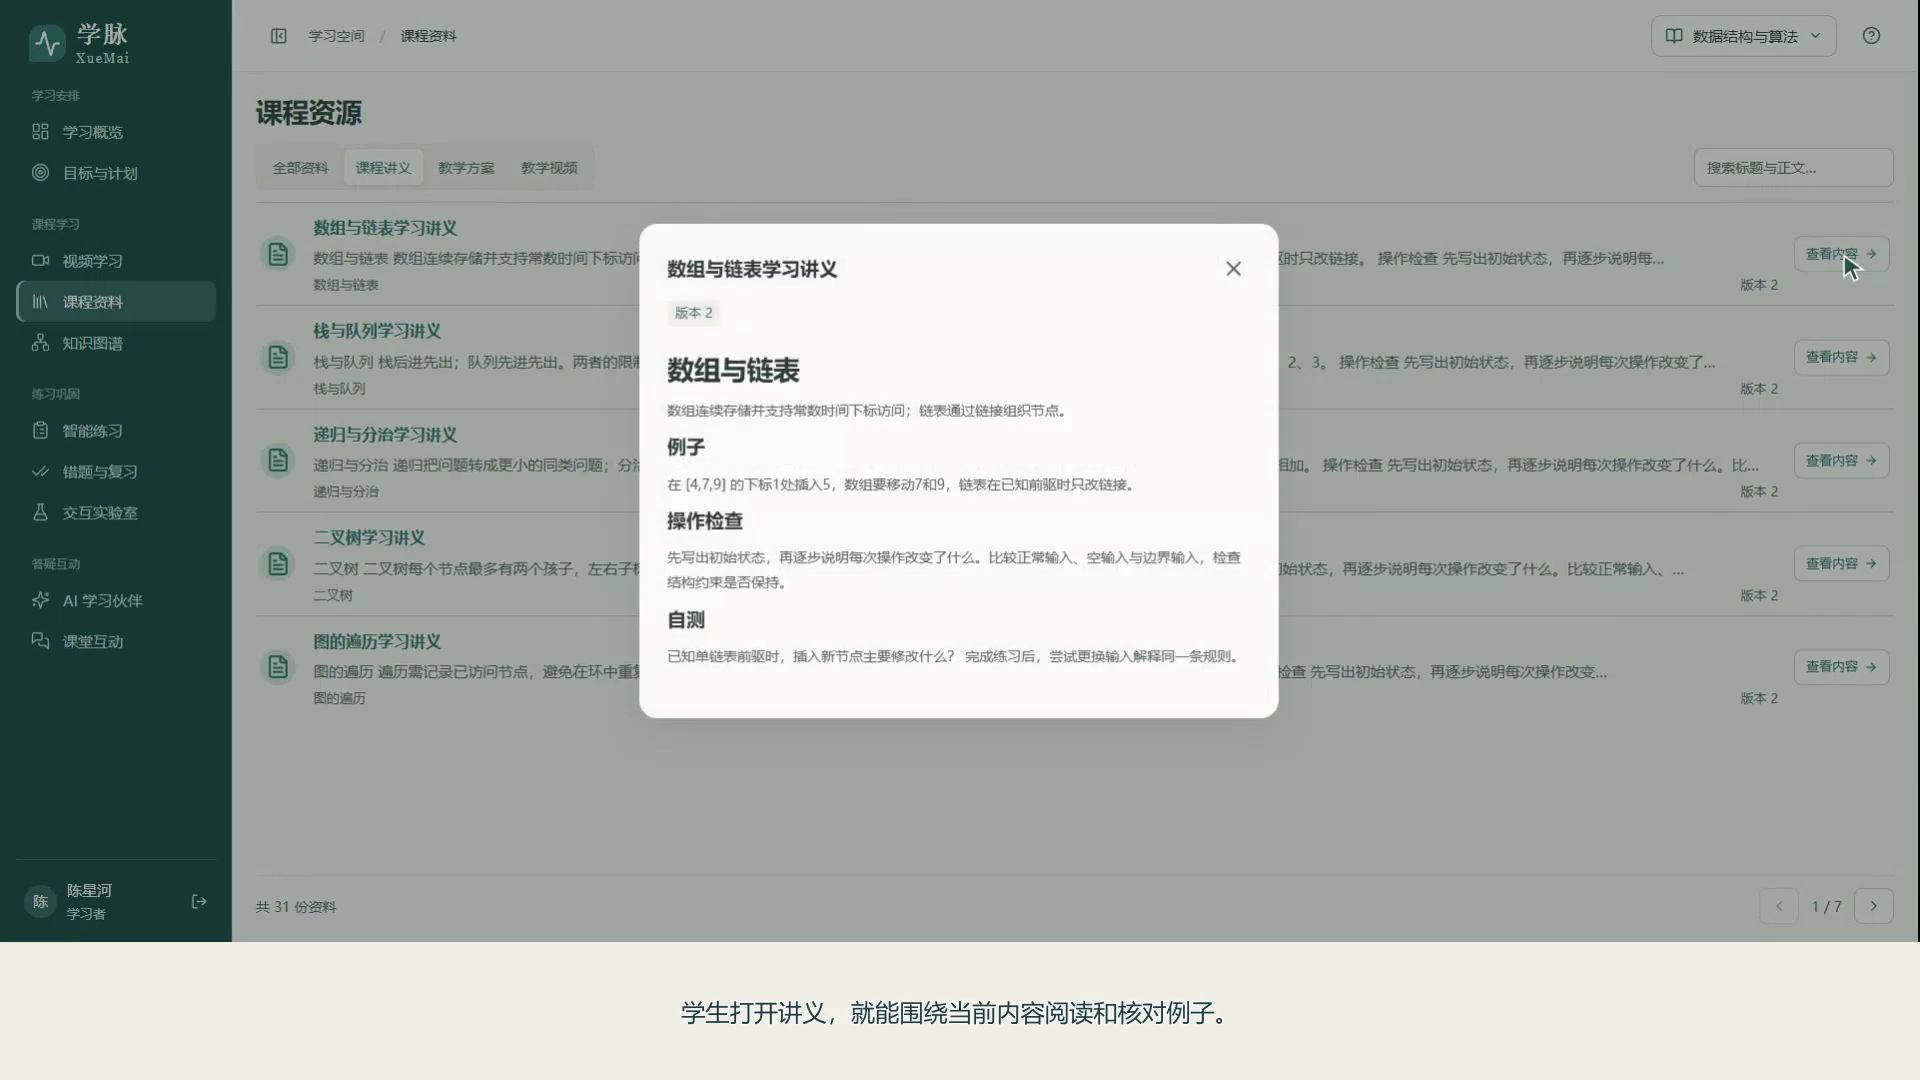 学脉
XueMai
学习安排
学习概览
目标与计划
课程学习
视频学习
课程资料
知识图谱
练习巩固
智能练习
错题与复习
交互实验室
答疑互动
AI 学习伙伴
课堂互动
陈
陈星河
学习者
学习空间 / 课程资料
数据结构与算法
课程资源
全部资料 课程讲义 教学方案 教学视频
搜索标题与正文...
数组与链表学习讲义
数组与链表 数组连续存储并支持常数时间下标访问
时只改链接。 操作检查 先写出初始状态，再逐步说明每...
数组与链表
版本 2
查看内容 →
栈与队列学习讲义
栈与队列 栈后进先出；队列先进先出。两者的限制
2、3。 操作检查 先写出初始状态，再逐步说明每次操作改变了...
栈与队列
版本 2
查看内容 →
递归与分治学习讲义
递归与分治 递归把问题转成更小的同类问题；分治
相加。 操作检查 先写出初始状态，再逐步说明每次操作改变了什么。比...
递归与分治
版本 2
查看内容 →
二叉树学习讲义
二叉树 二叉树每个节点最多有两个孩子，左右子树
始状态，再逐步说明每次操作改变了什么。比较正常输入、...
二叉树
版本 2
查看内容 →
图的遍历学习讲义
图的遍历 遍历需记录已访问节点，避免在环中重复
检查 先写出初始状态，再逐步说明每次操作改变...
图的遍历
版本 2
查看内容 →
共 31 份资料
1 / 7
数组与链表学习讲义
版本 2
数组与链表
数组连续存储并支持常数时间下标访问；链表通过链接组织节点。
例子
在 [4,7,9] 的下标1处插入5，数组要移动7和9，链表在已知前驱时只改链接。
操作检查
先写出初始状态，再逐步说明每次操作改变了什么。比较正常输入、空输入与边界输入，检查
结构约束是否保持。
自测
已知单链表前驱时，插入新节点主要修改什么？ 完成练习后，尝试更换输入解释同一条规则。
学生打开讲义，就能围绕当前内容阅读和核对例子。